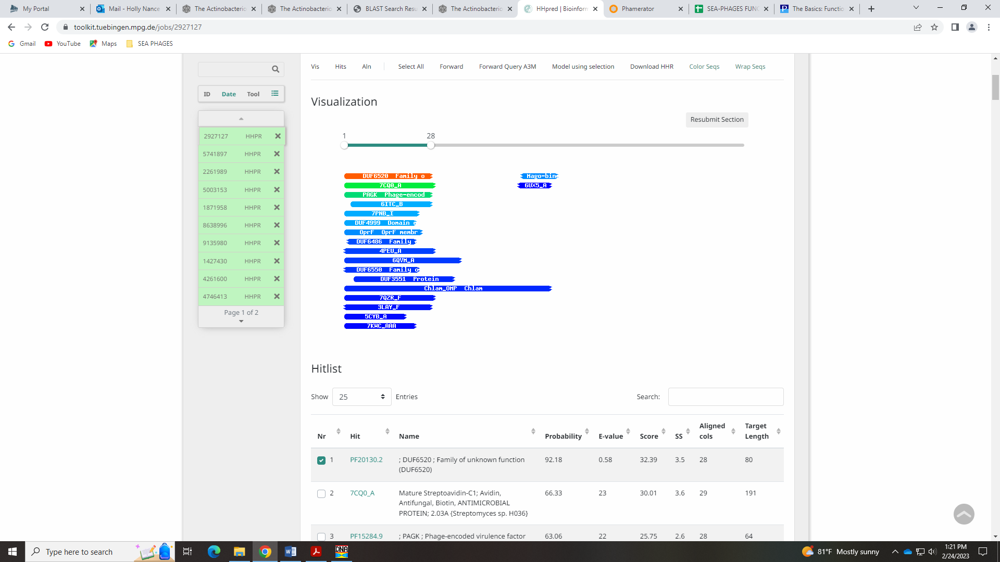 My Portal
Mail - Holly Nance
The Actinobacterio
The Actinobacterio
BLAST Search Resu
The Actinobacterio
HHpred | Bioinform
Phamerator
SEA-PHAGES FUNC
The Basics: Functio
toolkit.tuebingen.mpg.de/jobs/2927127
Gmail
YouTube
Maps
SEA PHAGES
Vis Hits Aln Select All Forward Forward Query A3M Model using selection Download HHR Color Seqs Wrap Seqs
ID Date Tool
2927127 HHPR
5741897 HHPR
2261989 HHPR
5003153 HHPR
1871958 HHPR
8638996 HHPR
9135980 HHPR
1427430 HHPR
4261600 HHPR
4746413 HHPR
Page 1 of 2
Visualization
Resubmit Section
1 28
DUF6520 Family o
Mago-bin
7CQ0_A
6UX5_A
PAGK Phage-encod
6ITC_B
7PNB_I
DUF4999 Domain
OprF OprF membr
DUF6486 Family
4PEU_A
6QVM_A
DUF6550 Family o
DUF3551 Protein
Chlam_OMP Chlam
7QZR_F
3LAY_F
5CYB_A
7KWC_AAA
Hitlist
Show 25 Entries
Search:
Nr Hit Name Probability E-value Score SS Aligned cols Target Length
1 PF20130.2 ; DUF6520 ; Family of unknown function 92.18 0.58 32.39 3.5 28 80
(DUF6520)
2 7CQ0_A Mature Streptoavidin-C1; Avidin, 66.33 23 30.01 3.6 29 191
Antifungal, Biotin, ANTIMICROBIAL
PROTEIN; 2.03A {Streptomyces sp. H036}
3 PF15284.9 ; PAGK ; Phage-encoded virulence factor 63.06 22 25.75 2.6 28 64
Type here to search
DNA
81°F Mostly sunny
1:21 PM
2/24/2023